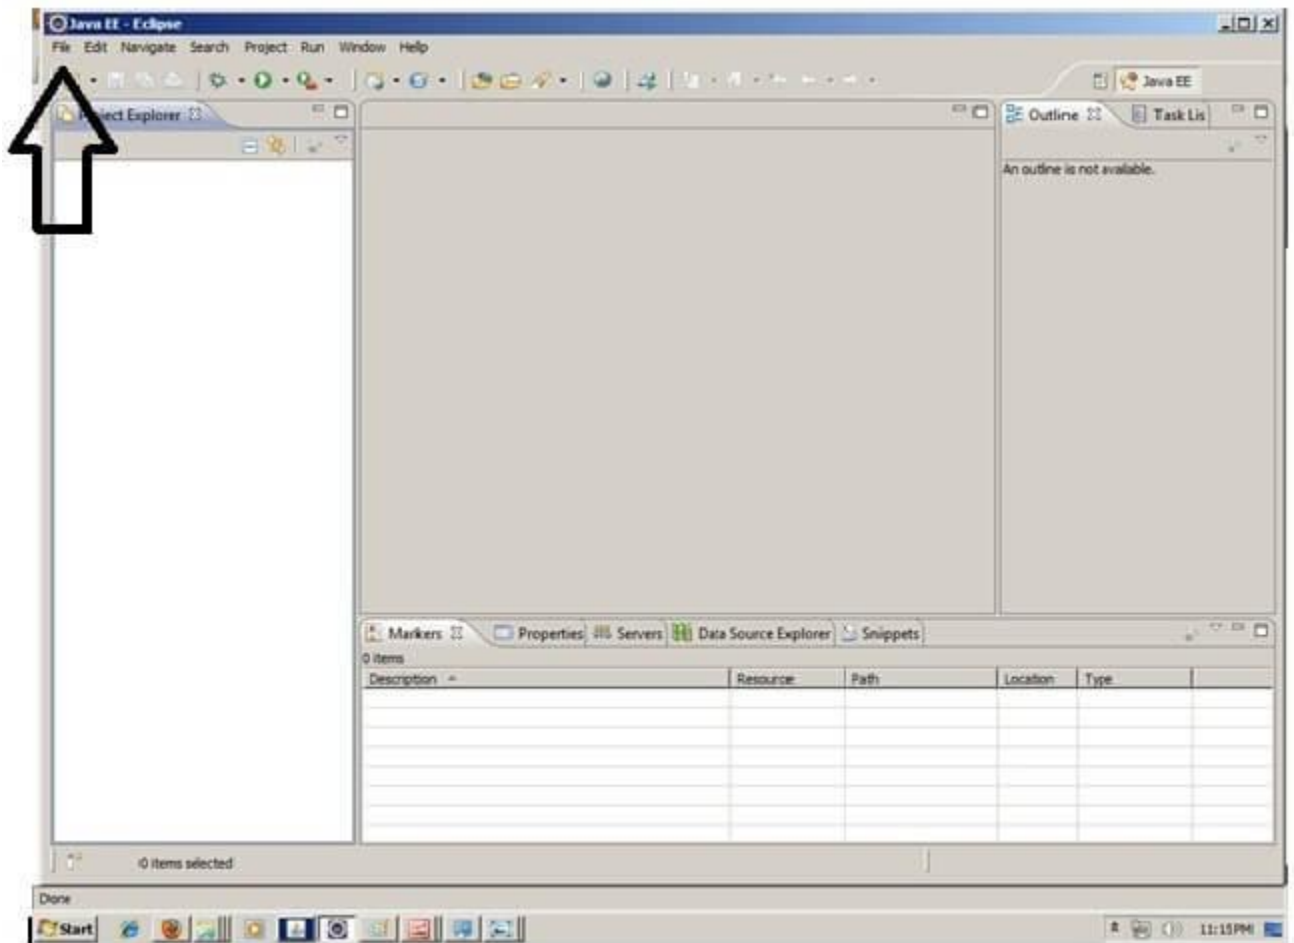 Java EE - Eclipse
File Edit Navigate Search Project Run Window Help
Java EE
ject Explorer
Outline
Task Lis
An outline is not available.
Markers Properties Servers Data Source Explorer Snippets
0 items
Description Resource Path Location Type
0 items selected
Done
Start
11:15PM